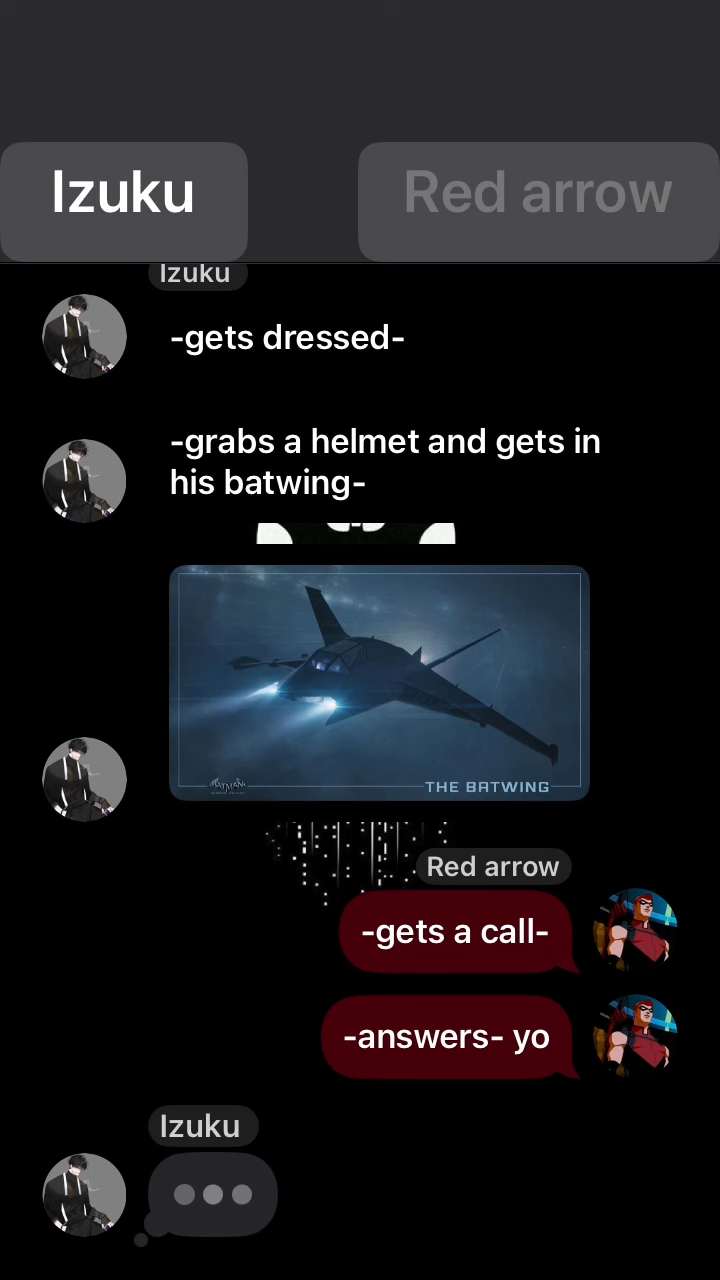 Izuku
Red arrow
Izuku
-gets dressed-
-grabs a helmet and gets in
his batwing-
BATMAN
THE BATWING
Red arrow
-gets a call-
-answers- yo
Izuku